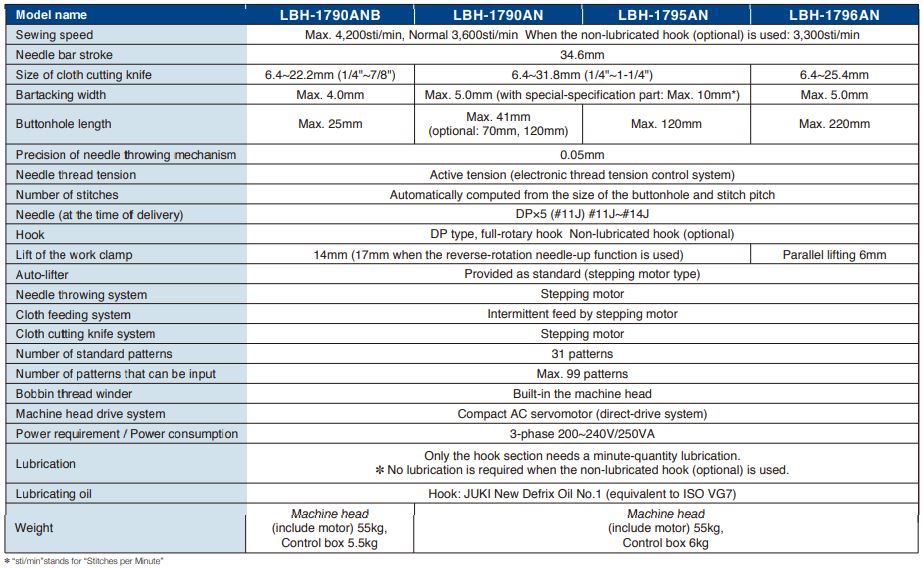 Model name LBH-1790ANB LBH-1790AN LBH-1795AN LBH-1796AN
Sewing speed Max. 4,200sti/min, Normal 3,600sti/min When the non-lubricated hook (optional) is used: 3,300sti/min
Needle bar stroke 34.6mm
Size of cloth cutting knife 6.4~22.2mm (1/4"~7/8") 6.4~31.8mm (1/4"~1-1/4") 6.4~25.4mm
Bartacking width Max. 4.0mm Max. 5.0mm (with special-specification part: Max. 10mm*) Max. 5.0mm
Buttonhole length Max. 25mm Max. 41mm Max. 120mm Max. 220mm
(optional: 70mm, 120mm)
Precision of needle throwing mechanism 0.05mm
Needle thread tension Active tension (electronic thread tension control system)
Number of stitches Automatically computed from the size of the buttonhole and stitch pitch
Needle (at the time of delivery) DP×5 (#11J) #11J~#14J
Hook DP type, full-rotary hook Non-lubricated hook (optional)
Lift of the work clamp 14mm (17mm when the reverse-rotation needle-up function is used) Parallel lifting 6mm
Auto-lifter Provided as standard (stepping motor type)
Needle throwing system Stepping motor
Cloth feeding system Intermittent feed by stepping motor
Cloth cutting knife system Stepping motor
Number of standard patterns 31 patterns
Number of patterns that can be input Max. 99 patterns
Bobbin thread winder Built-in the machine head
Machine head drive system Compact AC servomotor (direct-drive system)
Power requirement / Power consumption 3-phase 200~240V/250VA
Lubrication Only the hook section needs a minute-quantity lubrication.
✻ No lubrication is required when the non-lubricated hook (optional) is used.
Lubricating oil Hook: JUKI New Defrix Oil No.1 (equivalent to ISO VG7)
Weight Machine head Machine head
(include motor) 55kg, (include motor) 55kg,
Control box 5.5kg Control box 6kg
✻ "sti/min"stands for "Stitches per Minute"